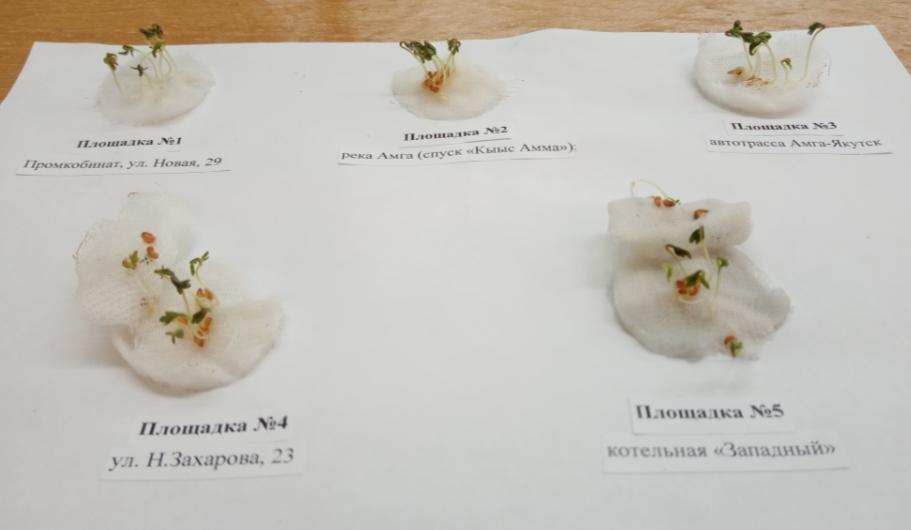 Площадка №1
Промкобинат, ул. Новая, 29
Площадка №2
река Амга (спуск «Кыыс Амма»);
Площадка №3
автотрасса Амга-Якутск
Площадка №4
ул. Н.Захарова, 23
Площадка №5
котельная «Западный»